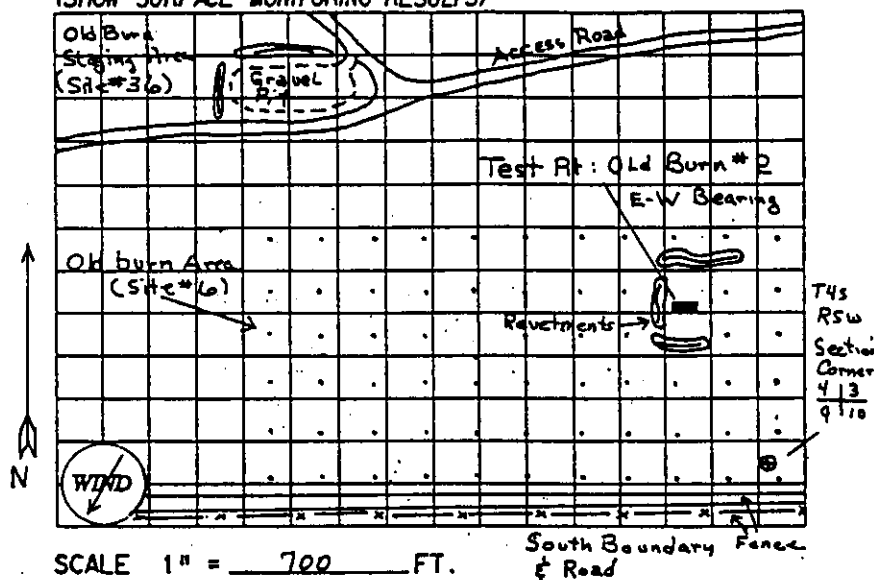 (SHOW SURFACE MONITORING RESULTS)
Old Burn
Staging Area
(Site #36)
Gravel
Pit
Access Road
Test Pt: Old Burn # 2
E-W Bearing
Old burn Area
(Site #6)
Revetments
T4S
R5W
Section
Corner
4 | 3
9 | 10
N
WIND
SCALE 1" = 700 FT.
South Boundary Fence
& Road